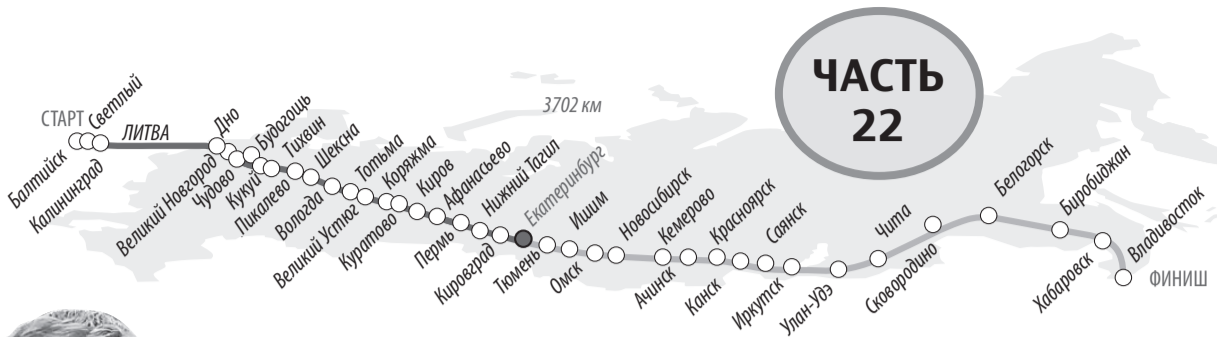 ЧАСТЬ
22
3702 км
СТАРТ
Балтийск
Светлый
Калининград
ЛИТВА
Дно
Великий Новгород
Чудово
Будогощь
Кукуй
Тихвин
Пикалево
Шексна
Вологда
Тотьма
Великий Устюг
Коряжма
Куратово
Киров
Афанасьево
Пермь
Нижний Тагил
Кировград
Екатеринбург
Тюмень
Ишим
Омск
Новосибирск
Кемерово
Ачинск
Красноярск
Канск
Саянск
Иркутск
Улан-Удэ
Чита
Сковородино
Белогорск
Биробиджан
Хабаровск
Владивосток
ФИНИШ